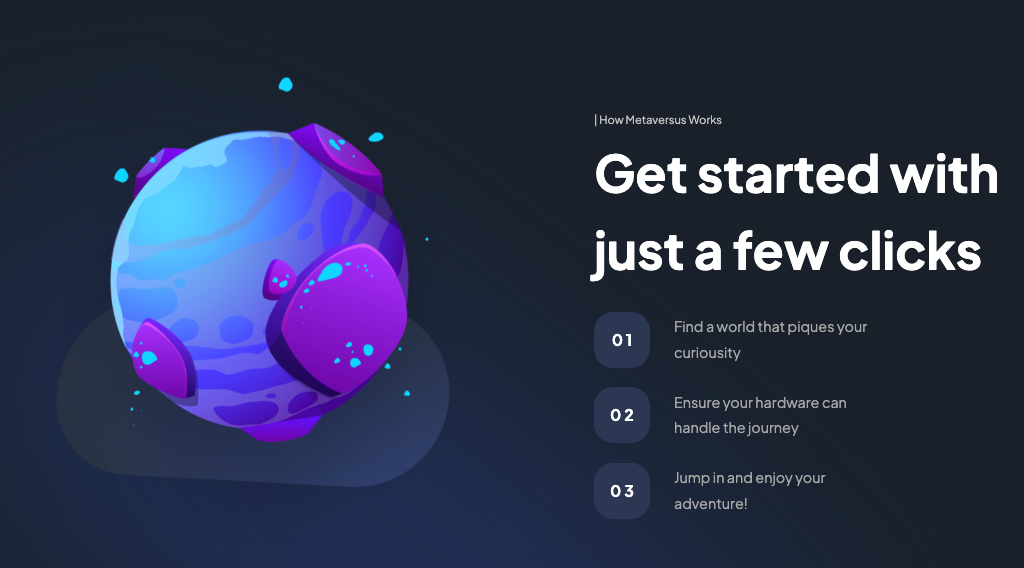 | How Metaversus Works
Get started with
just a few clicks
01
Find a world that piques your
curiousity
02
Ensure your hardware can
handle the journey
03
Jump in and enjoy your
adventure!